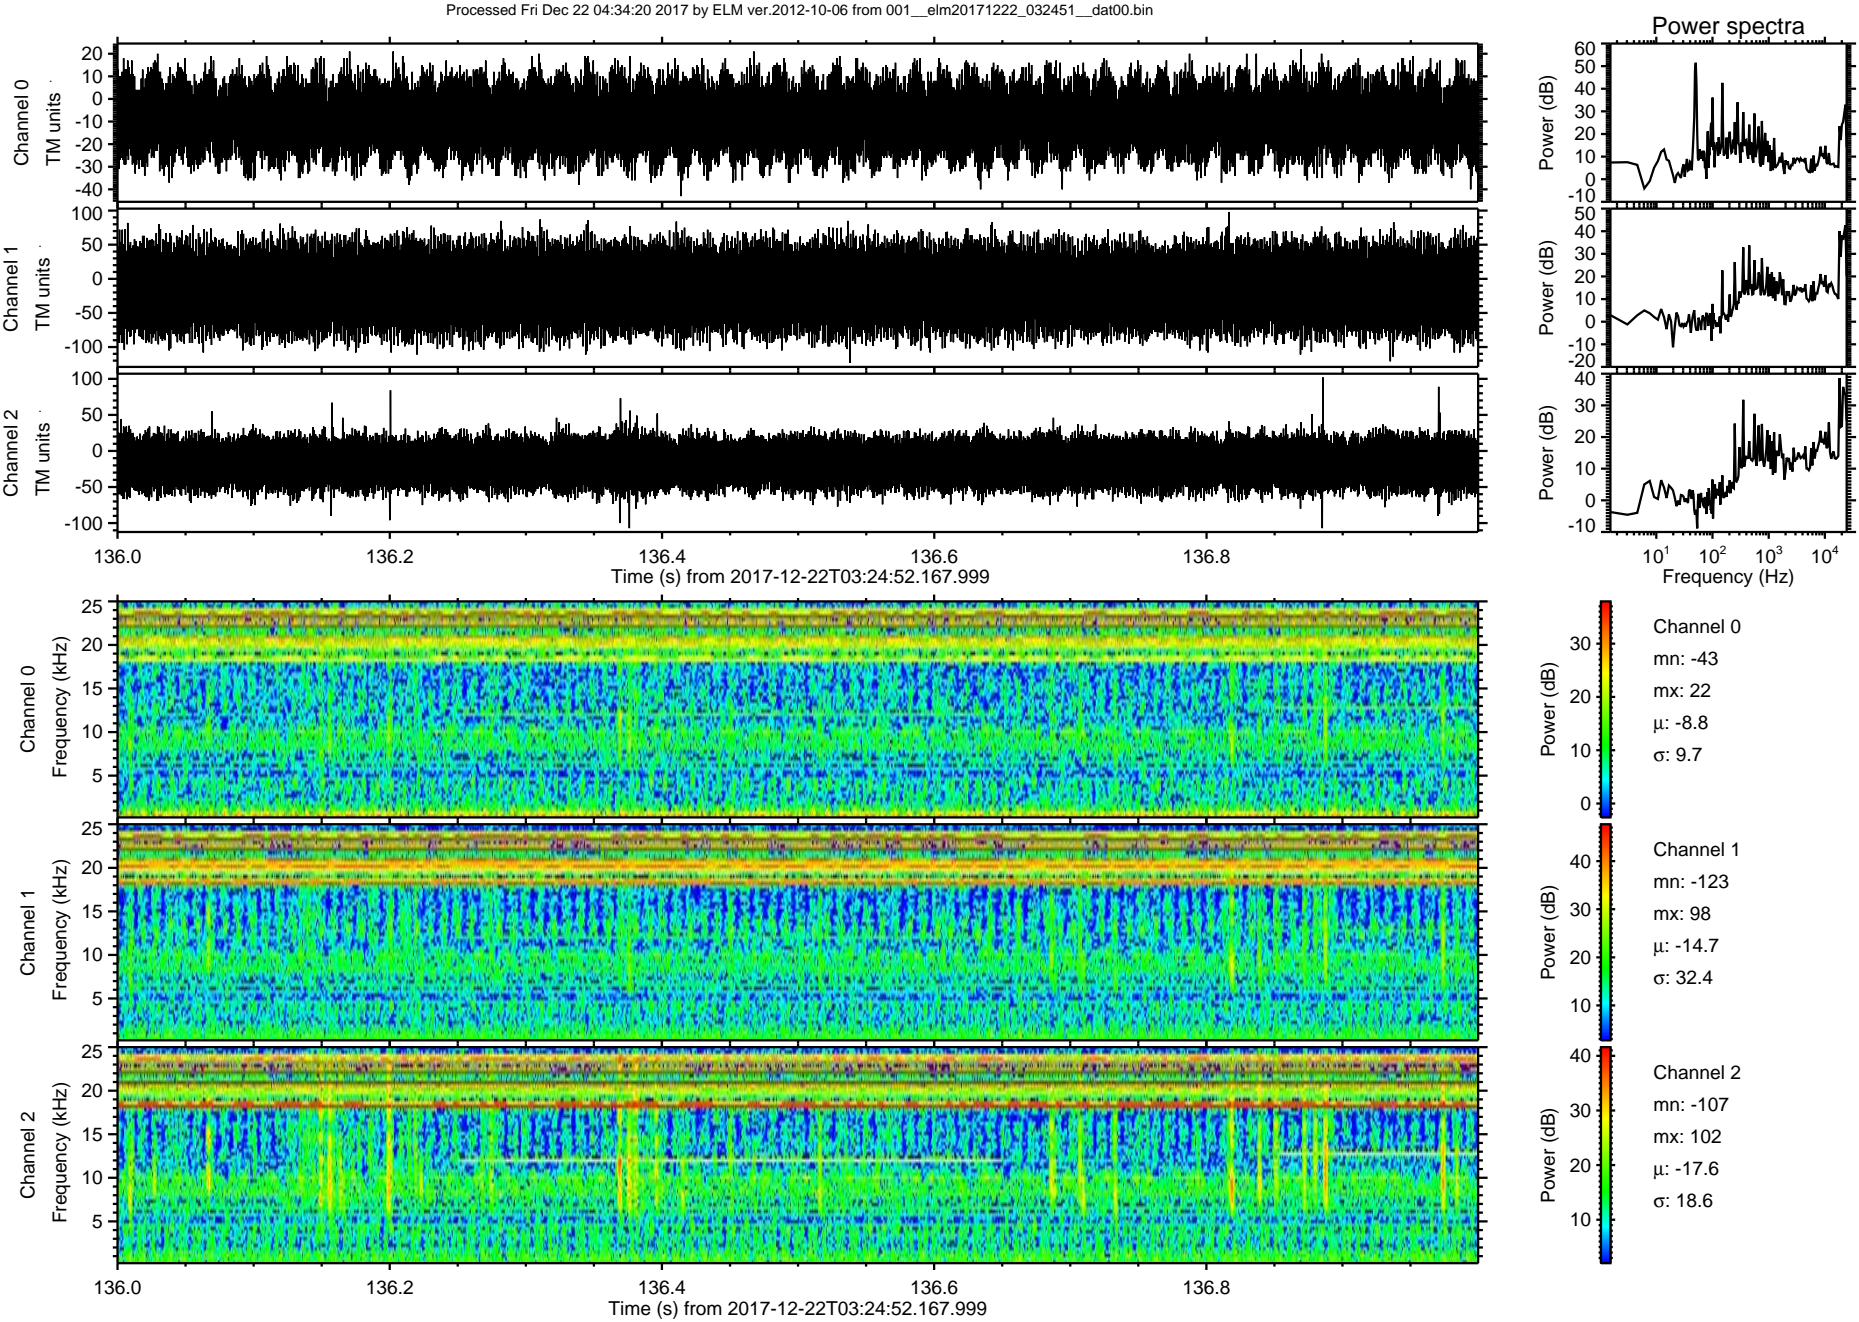 Processed Fri Dec 22 04:34:20 2017 by ELM ver.2012-10-06 from 001__elm20171222_032451__dat00.bin
Power spectra
Channel 0
TM units
20
10
0
-10
-20
-30
-40
Power (dB)
60
50
40
30
20
10
0
-10
Channel 1
TM units
100
50
0
-50
-100
Power (dB)
50
40
30
20
10
0
-10
-20
Channel 2
TM units
100
50
0
-50
-100
Power (dB)
40
30
20
10
0
-10
136.0 136.2 136.4 136.6 136.8
Time (s) from 2017-12-22T03:24:52.167.999
10¹ 10² 10³ 10⁴
Frequency (Hz)
Channel 0
Frequency (kHz)
25
20
15
10
5
Power (dB)
30
20
10
0
Channel 0
mn: -43
mx: 22
μ: -8.8
σ: 9.7
Channel 1
Frequency (kHz)
25
20
15
10
5
Power (dB)
40
30
20
10
Channel 1
mn: -123
mx: 98
μ: -14.7
σ: 32.4
Channel 2
Frequency (kHz)
25
20
15
10
5
Power (dB)
40
30
20
10
Channel 2
mn: -107
mx: 102
μ: -17.6
σ: 18.6
136.0 136.2 136.4 136.6 136.8
Time (s) from 2017-12-22T03:24:52.167.999